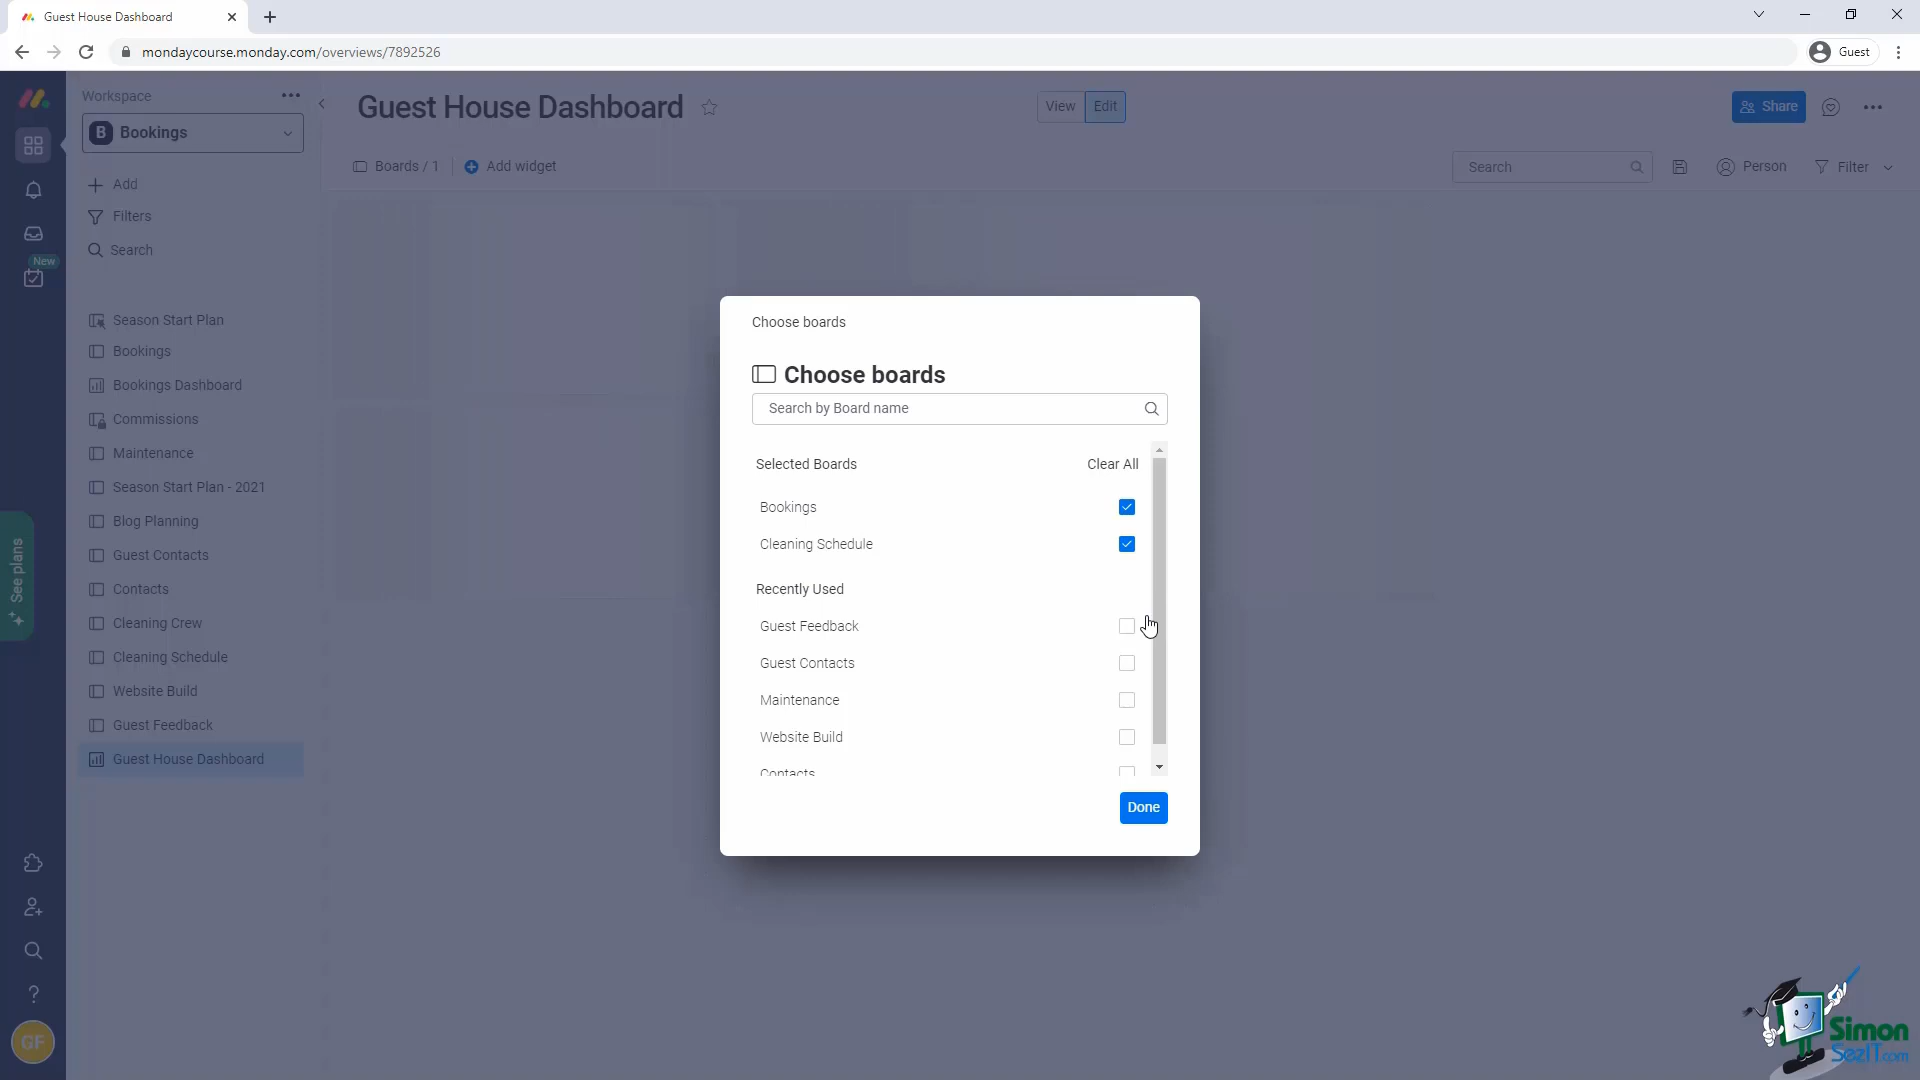 Guest House Dashboard
mondaycourse.monday.com/overviews/7892526
Guest
Workspace
B Bookings
Add
Filters
Search
New
Season Start Plan
Bookings
Bookings Dashboard
Commissions
Maintenance
Season Start Plan - 2021
Blog Planning
Guest Contacts
Contacts
Cleaning Crew
Cleaning Schedule
Website Build
Guest Feedback
Guest House Dashboard
See plans
?
GF
Guest House Dashboard
View Edit
Share
Boards / 1
Add widget
Search
Person
Filter
Choose boards
Choose boards
Search by Board name
Selected Boards Clear All
Bookings
Cleaning Schedule
Recently Used
Guest Feedback
Guest Contacts
Maintenance
Website Build
Contacts
Done
Simon
SezIT.com